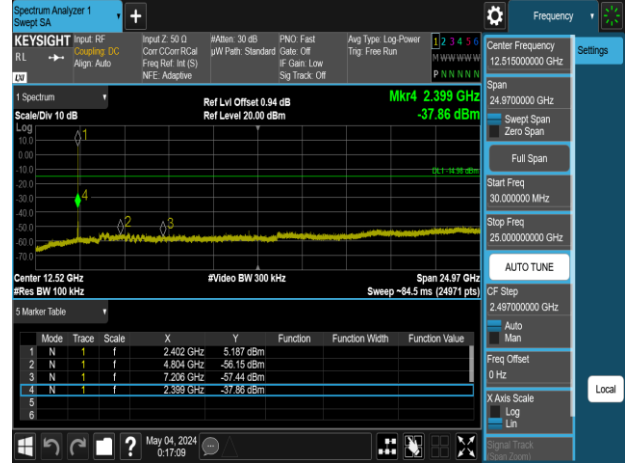 Spectrum Analyzer 1
Swept SA
Frequency
KEYSIGHT
RL
LXI
Input: RF
Coupling: DC
Align: Auto
Input Z: 50 Ω
Corr CCorr RCal
Freq Ref: Int (S)
NFE: Adaptive
#Atten: 30 dB
µW Path: Standard
PNO: Fast
Gate: Off
IF Gain: Low
Sig Track: Off
Avg Type: Log-Power
Trig: Free Run
1 2 3 4 5 6
M W W W W W
P N N N N N
Center Frequency
12.515000000 GHz
Settings
1 Spectrum
Scale/Div 10 dB
Ref Lvl Offset 0.94 dB
Ref Level 20.00 dBm
Mkr4 2.399 GHz
-37.86 dBm
Log
10.0
0.00
-10.0
-20.0
-30.0
-40.0
-50.0
-60.0
-70.0
1
4
2
3
DL1 -14.98 dBm
Center 12.52 GHz
#Res BW 100 kHz
#Video BW 300 kHz
Span 24.97 GHz
Sweep ~84.5 ms (24971 pts)
Span
24.9700000 GHz
Swept Span
Zero Span
Full Span
Start Freq
30.000000 MHz
Stop Freq
25.000000000 GHz
AUTO TUNE
CF Step
2.497000000 GHz
Auto
Man
Freq Offset
0 Hz
X Axis Scale
Log
Lin
Signal Track
(Span Zoom)
Local
5 Marker Table
Mode Trace Scale X Y Function Function Width Function Value
1 N 1 f 2.402 GHz 5.187 dBm
2 N 1 f 4.804 GHz -56.15 dBm
3 N 1 f 7.206 GHz -57.44 dBm
4 N 1 f 2.399 GHz -37.86 dBm
5
6
May 04, 2024
0:17:09